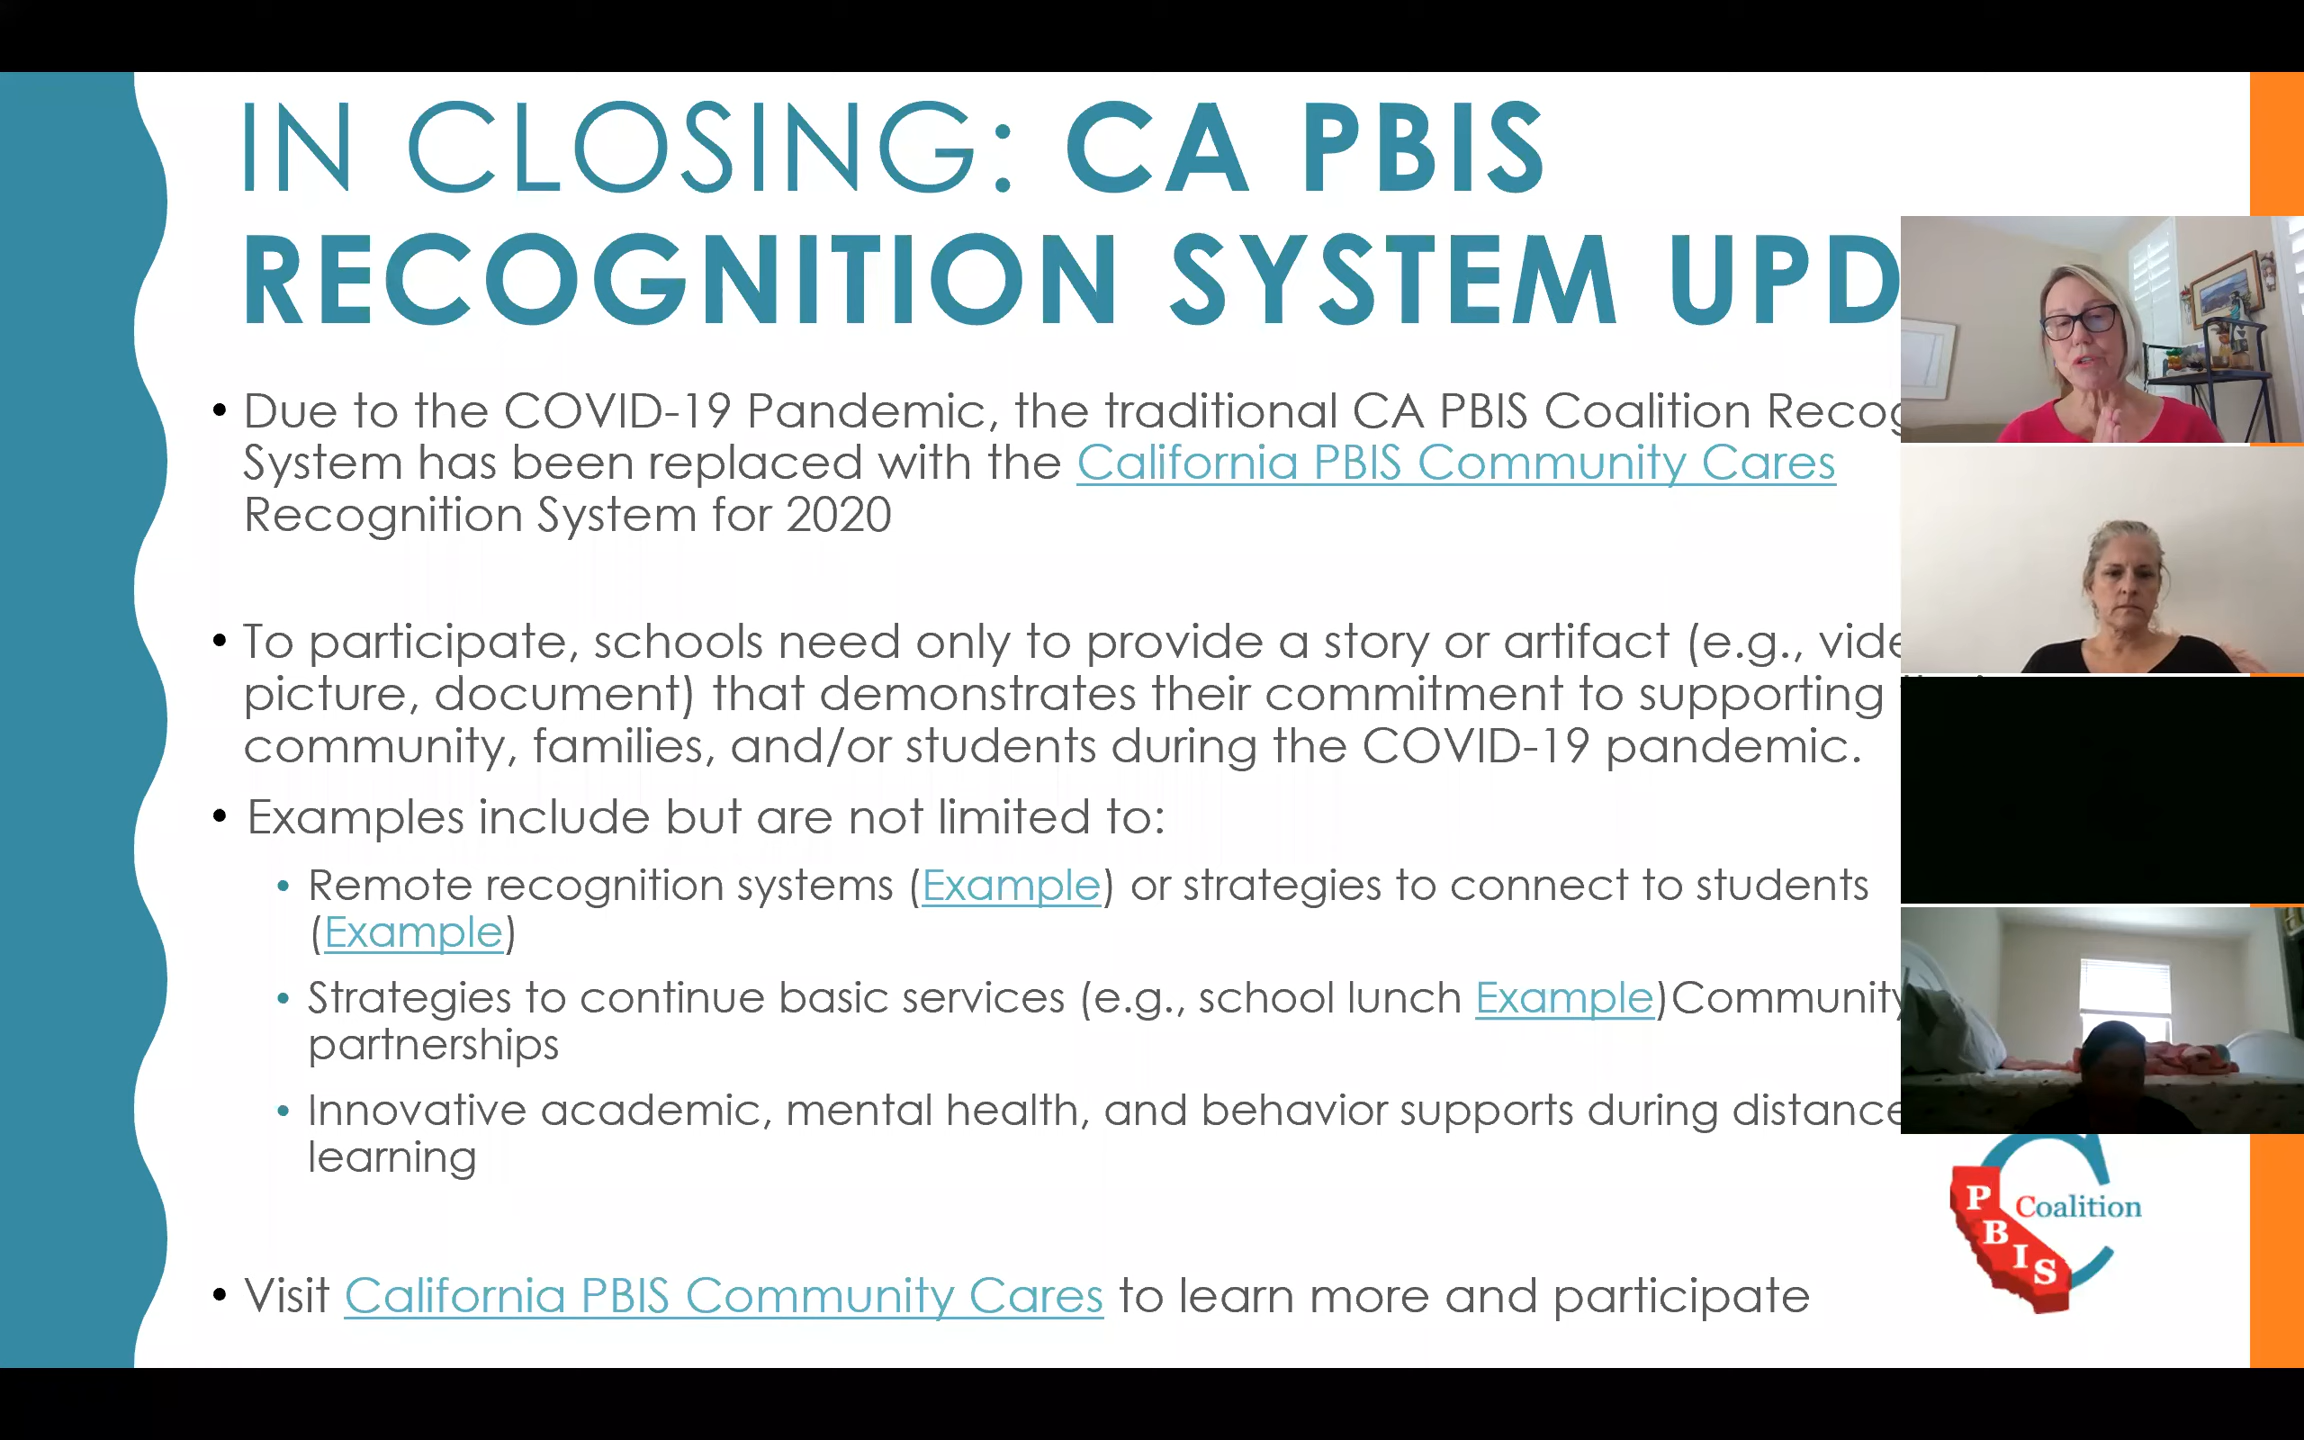 IN CLOSING: CA PBIS
RECOGNITION SYSTEM
• Due to the COVID-19 Pandemic, the traditional CA PBIS Coalition
System has been replaced with the California PBIS Community Cares
Recognition System for 2020
• To participate, schools need only to provide a story or artifact (e.g.,
picture, document) that demonstrates their commitment to supporting
community, families, and/or students during the COVID-19 pandemic.
• Examples include but are not limited to:
• Remote recognition systems (Example) or strategies to connect to students
(Example)
• Strategies to continue basic services (e.g., school lunch Example)Community
partnerships
• Innovative academic, mental health, and behavior supports during distance
learning
• Visit California PBIS Community Cares to learn more and participate
PBIS
Coalition